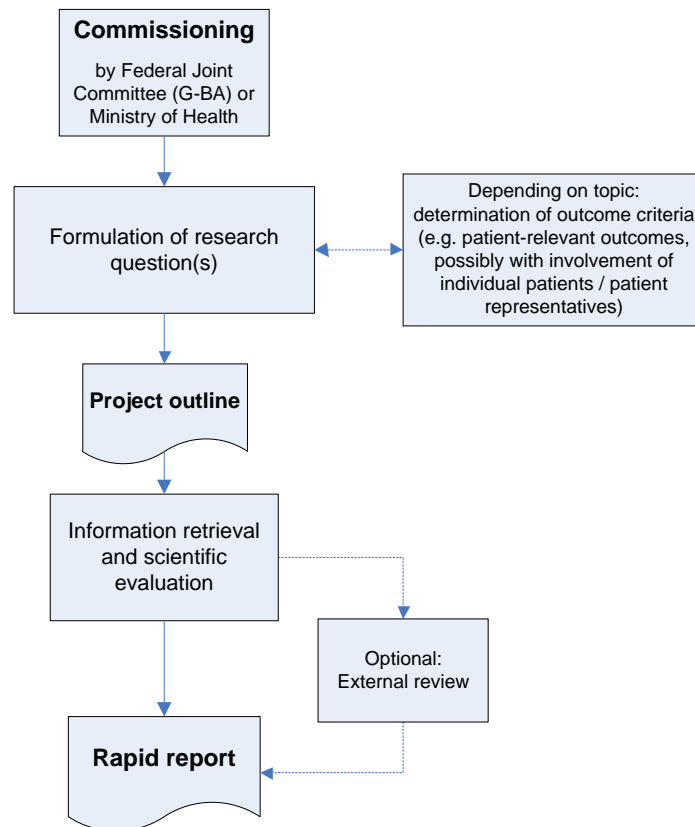 Commissioning
by Federal Joint
Committee (G-BA) or
Ministry of Health
Formulation of research
question(s)
Depending on topic:
determination of outcome criteria
(e.g. patient-relevant outcomes,
possibly with involvement of
individual patients / patient
representatives)
Project outline
Information retrieval
and scientific
evaluation
Optional:
External review
Rapid report